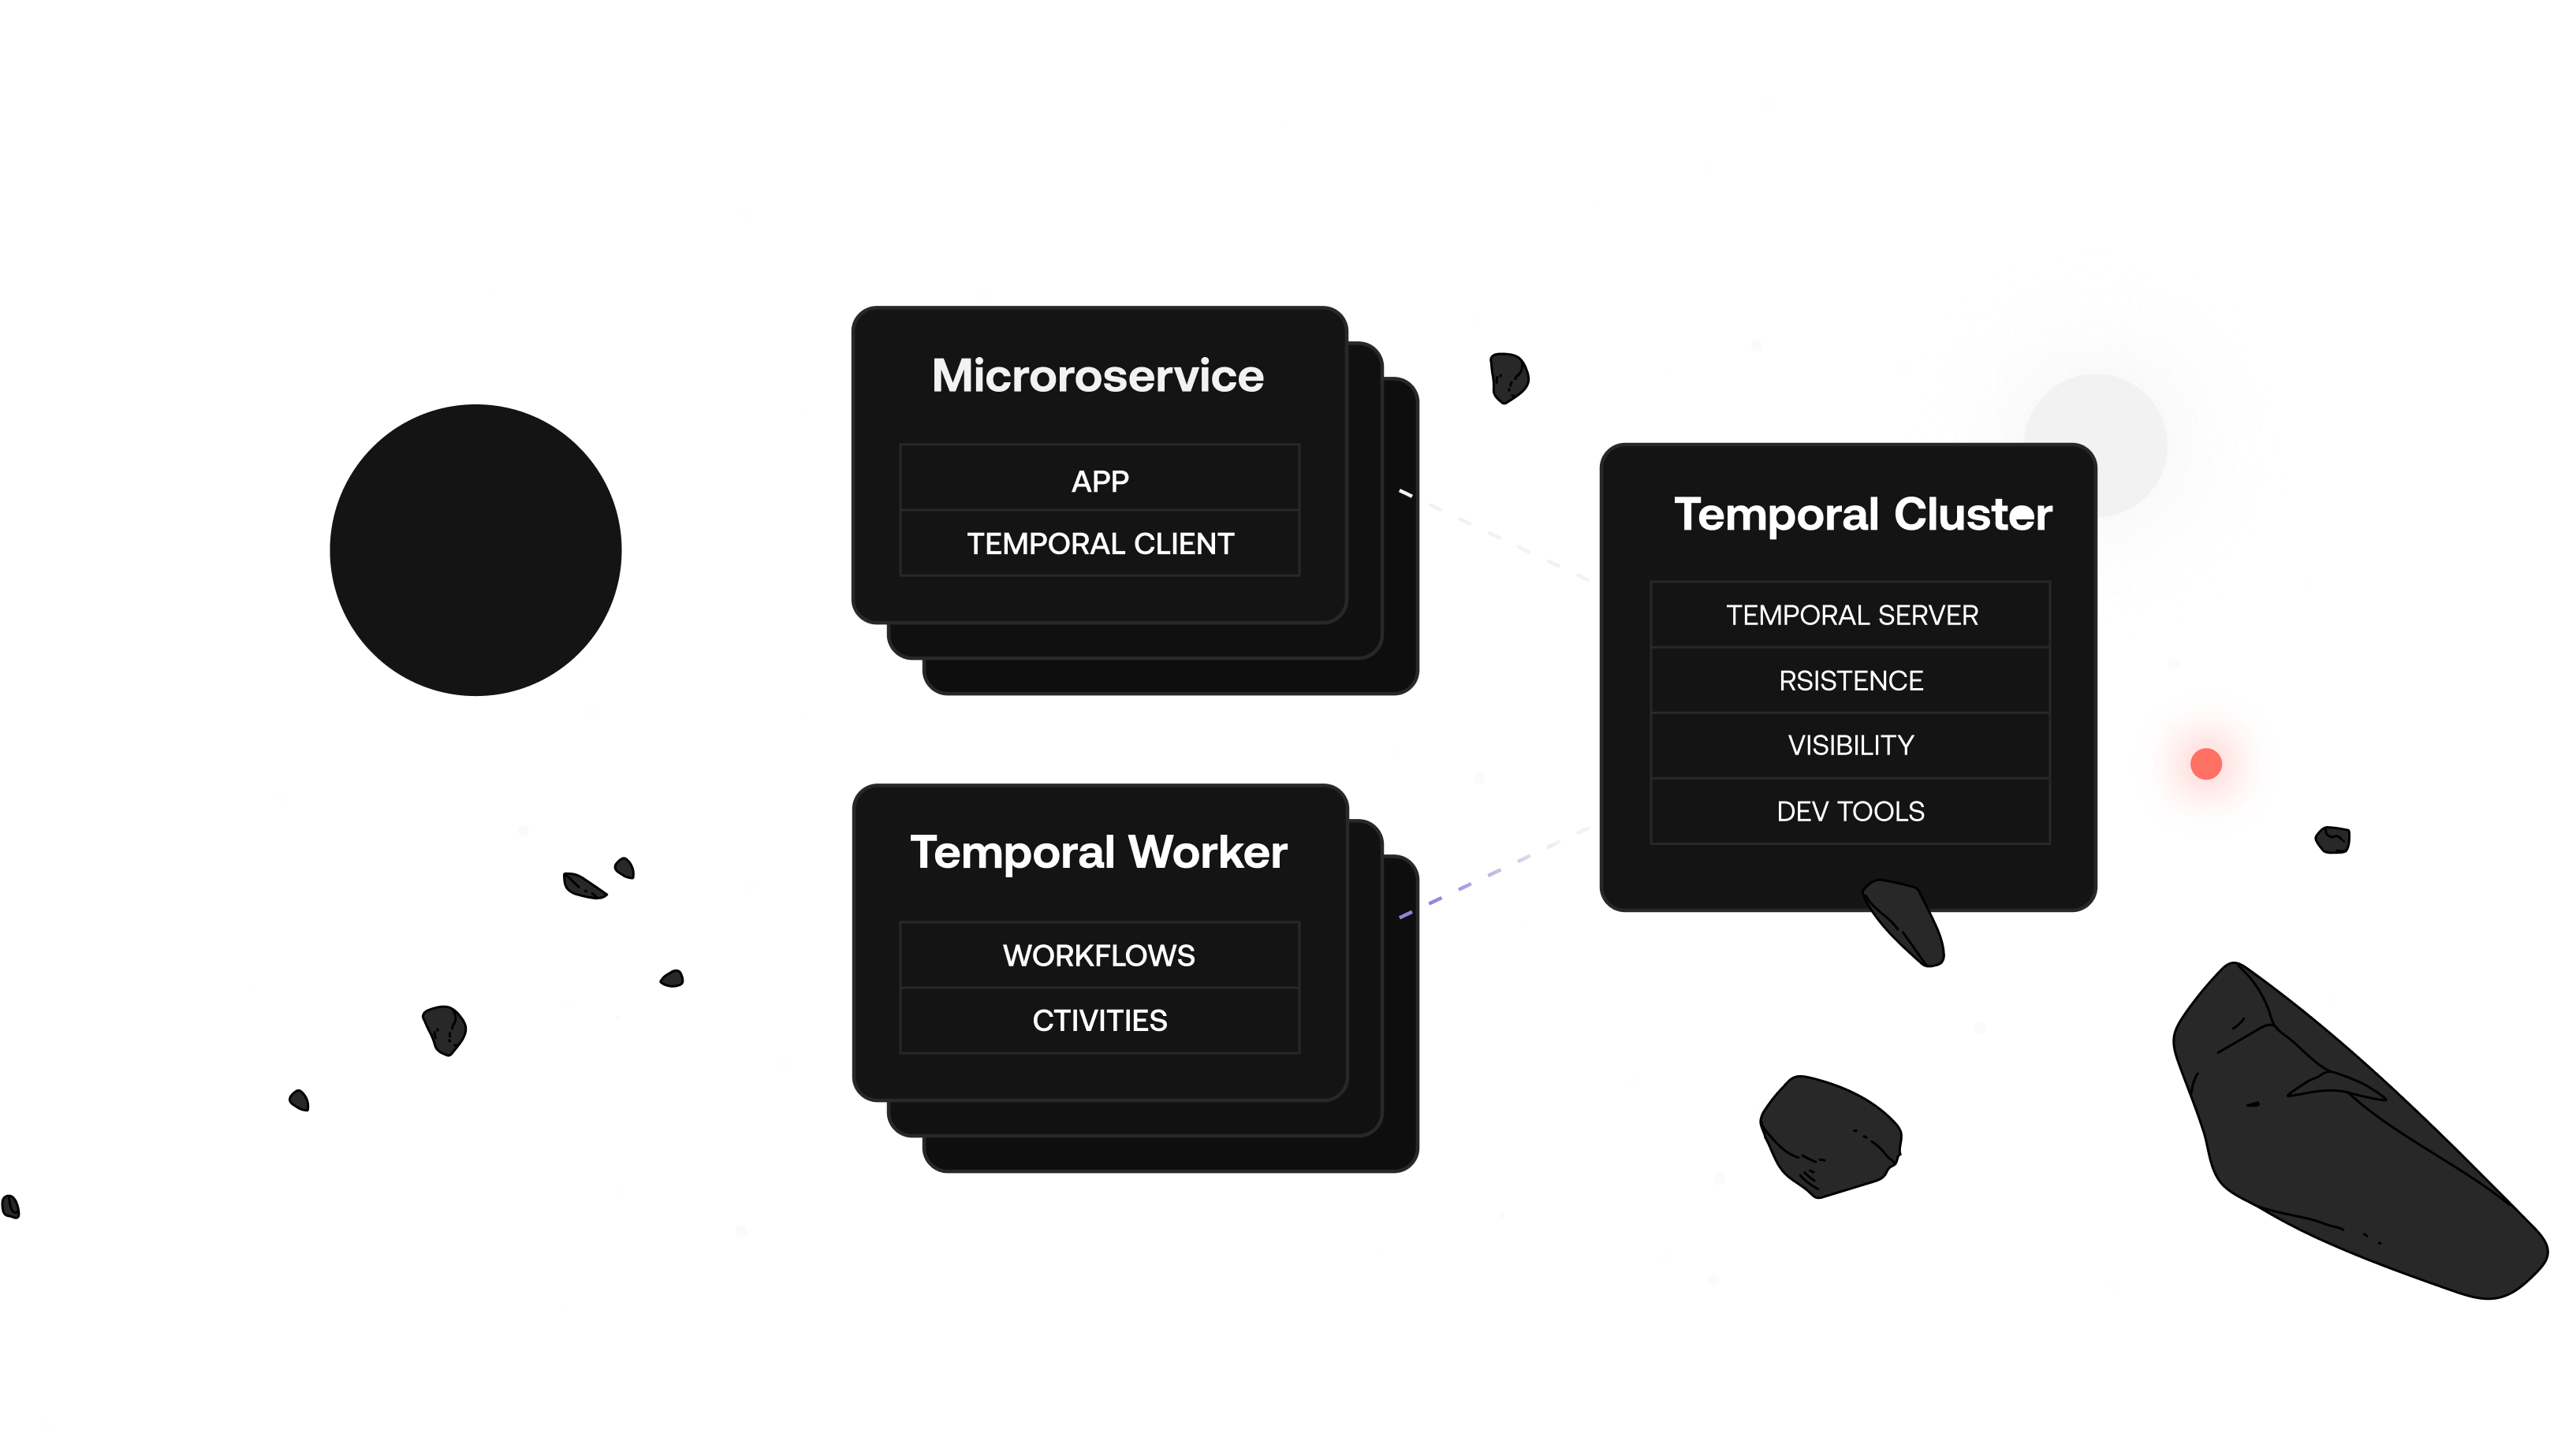 Microroservice
APP
TEMPORAL CLIENT
Temporal Worker
WORKFLOWS
CTIVITIES
Temporal Cluster
TEMPORAL SERVER
RSISTENCE
VISIBILITY
DEV TOOLS